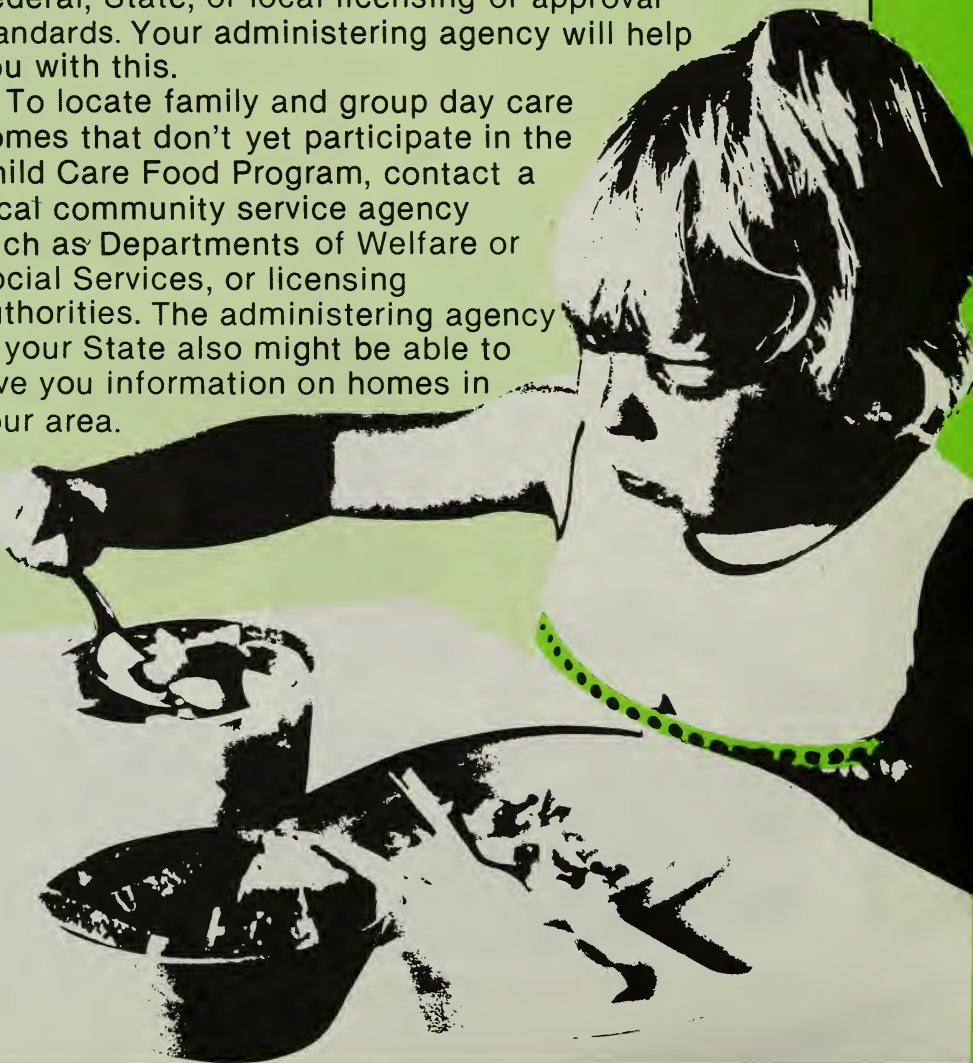 ederal, State, or local licensing or approval
andards. Your administering agency will help
ou with this.
To locate family and group day care
omes that don't yet participate in the
hild Care Food Program, contact a
cal community service agency
ch as Departments of Welfare or
ocial Services, or licensing
uthorities. The administering agency
your State also might be able to
ve you information on homes in
our area.